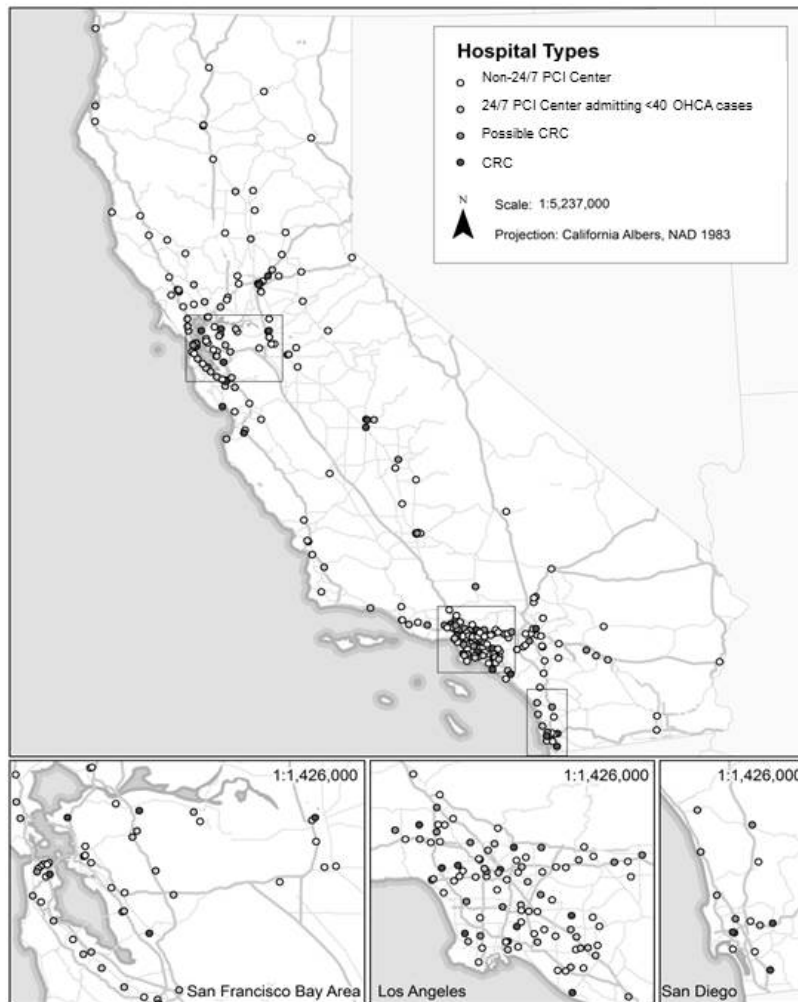 Hospital Types
Non-24/7 PCI Center
24/7 PCI Center admitting <40 OHCA cases
Possible CRC
CRC
N
Scale: 1:5,237,000
Projection: California Albers, NAD 1983
1:1,426,000
San Francisco Bay Area
1:1,426,000
Los Angeles
1:1,426,000
San Diego